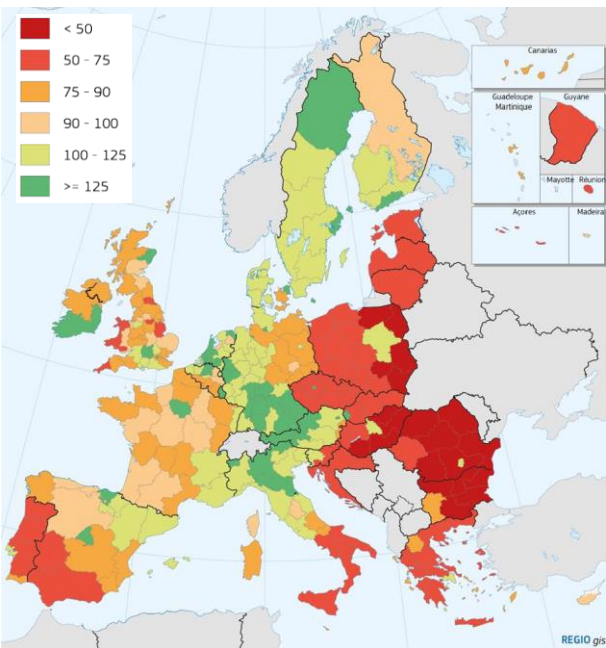 < 50
50 - 75
75 - 90
90 - 100
100 - 125
>= 125
Canarias
Guadeloupe
Martinique
Guyane
Mayotte
Réunion
Açores
Madeira
REGIO gis